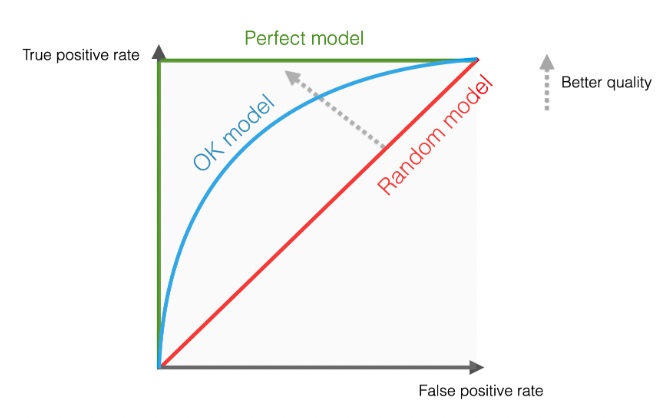 Perfect model
True positive rate
Better quality
OK model
Random model
False positive rate